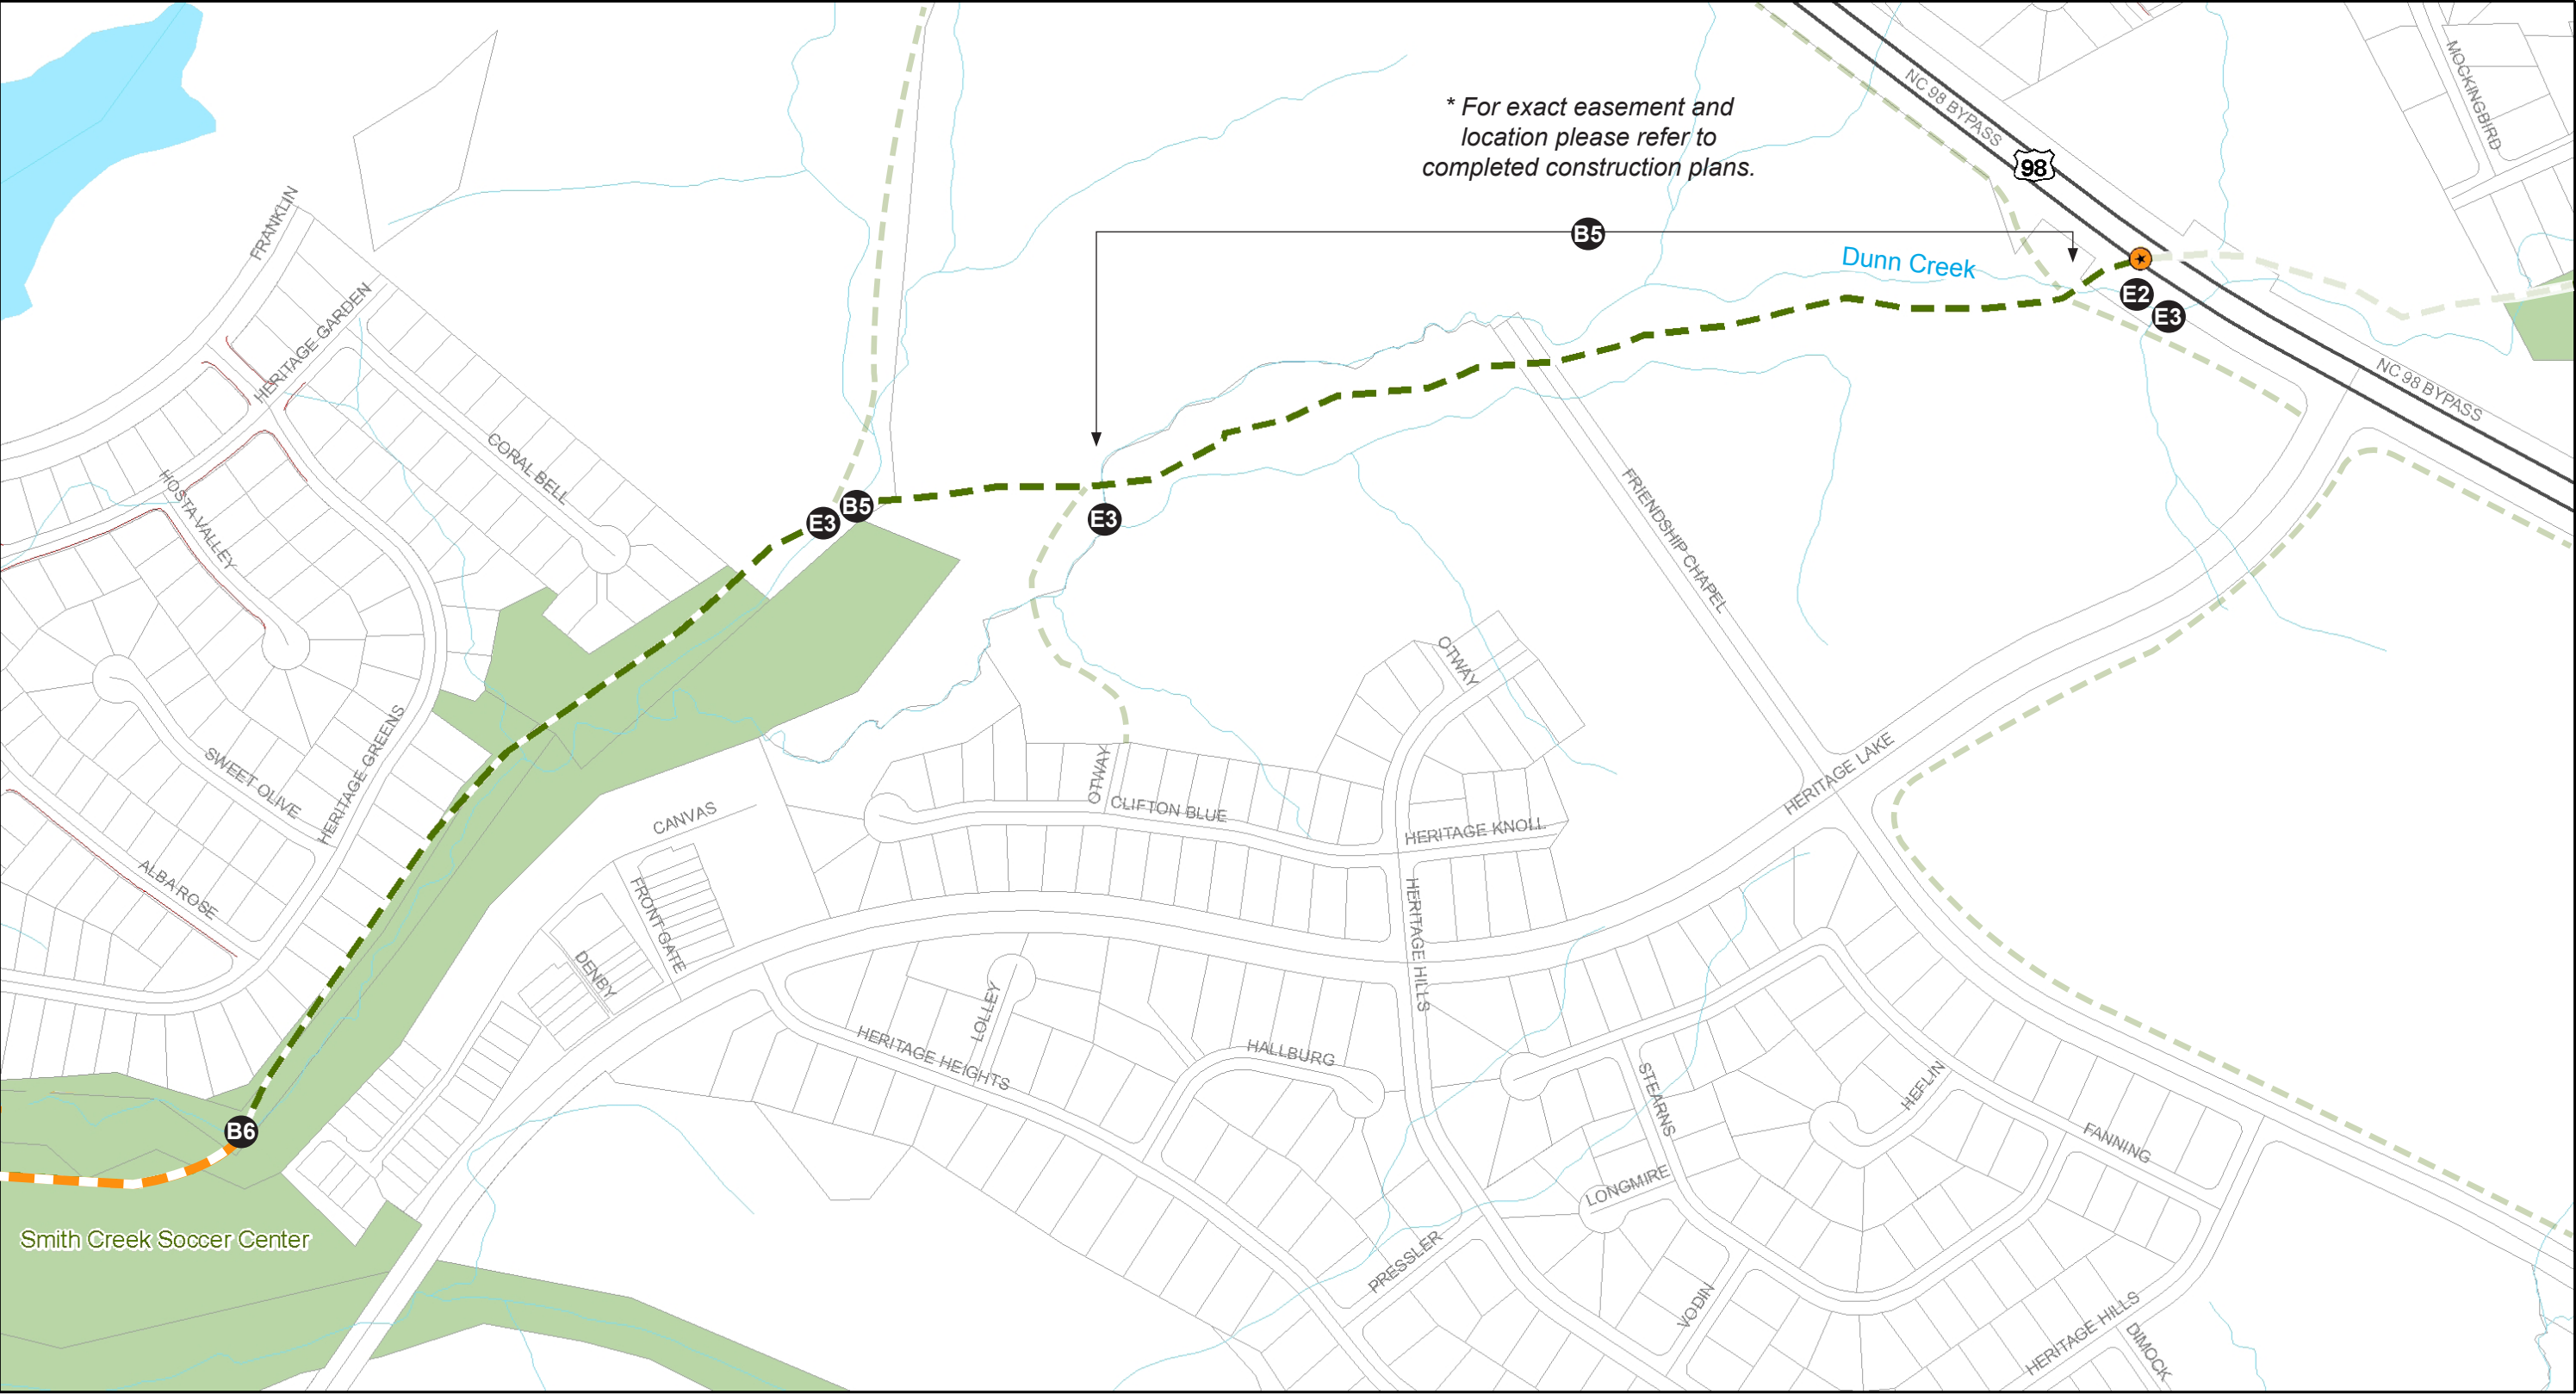 MOCKINGBIRD
NC 98 BYPASS
* For exact easement and
location please refer to
completed construction plans.
98
FRANKLIN
B5
Dunn Creek
E2
E3
HERITAGE GARDEN
NC 98 BYPASS
CORAL BELL
HOSTA VALLEY
B5
E3
E3
FRIENDSHIP CHAPEL
OTWAY
HERITAGE GREENS
SWEET OLIVE
OTWAY
CLIFTON BLUE
HERITAGE LAKE
CANVAS
HERITAGE KNOLL
ALBA ROSE
FRONT GATE
HERITAGE HILLS
DENBY
LOLLEY
HERITAGE HEIGHTS
HALLBURG
STEARNS
HEFLIN
B6
FANNING
LONGMIRE
Smith Creek Soccer Center
PRESSLER
VODIN
HERITAGE HILLS
DIMOCK